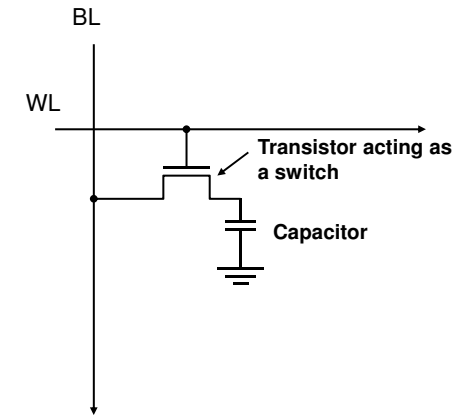 BL
WL
Transistor acting as
a switch
Capacitor